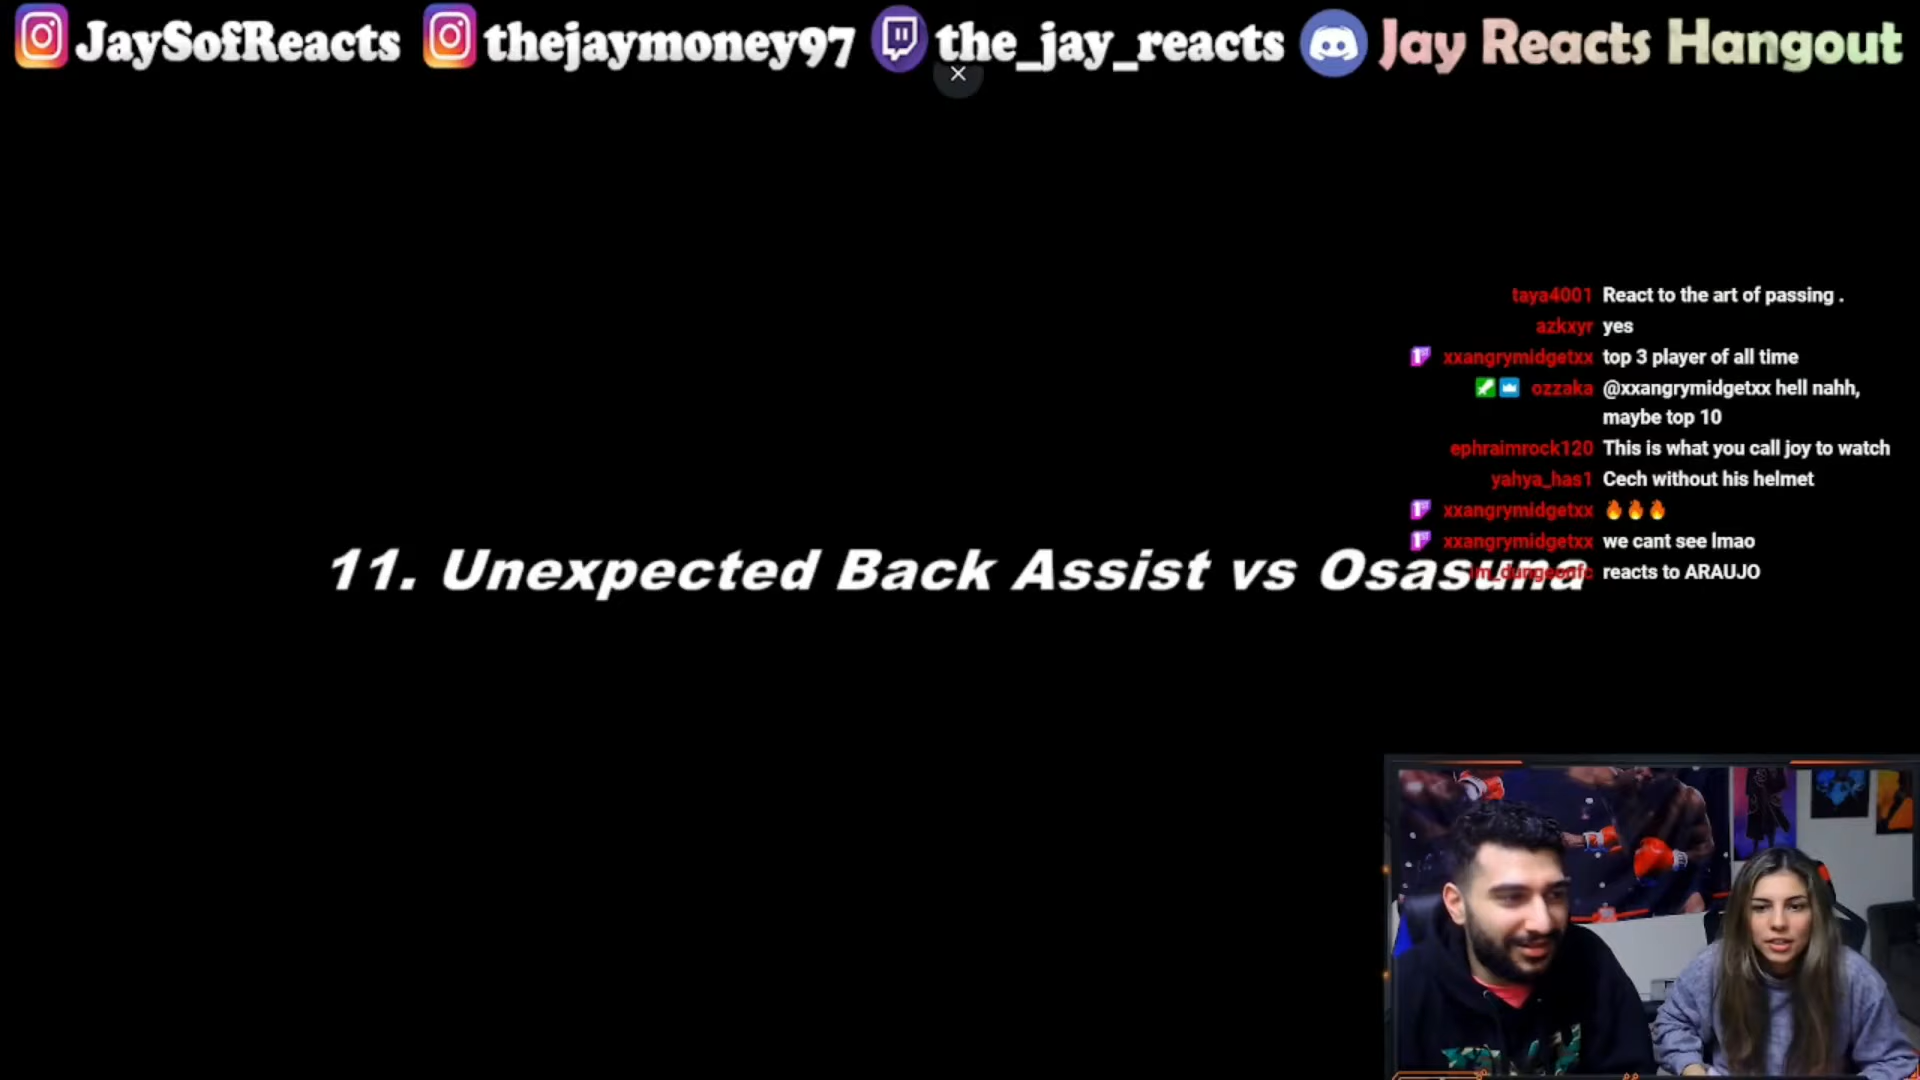 JaySofReacts thejaymoney97 the_jay_reacts Jay Reacts Hangout
taya4001 React to the art of passing .
azkxyr yes
xxangrymidgetxx top 3 player of all time
ozzaka @xxangrymidgetxx hell nahh,
maybe top 10
ephraimrock120 This is what you call joy to watch
yahya_has1 Cech without his helmet
xxangrymidgetxx 🔥🔥🔥
xxangrymidgetxx we cant see lmao
11. Unexpected Back Assist vs Osasuna
reacts to ARAUJO